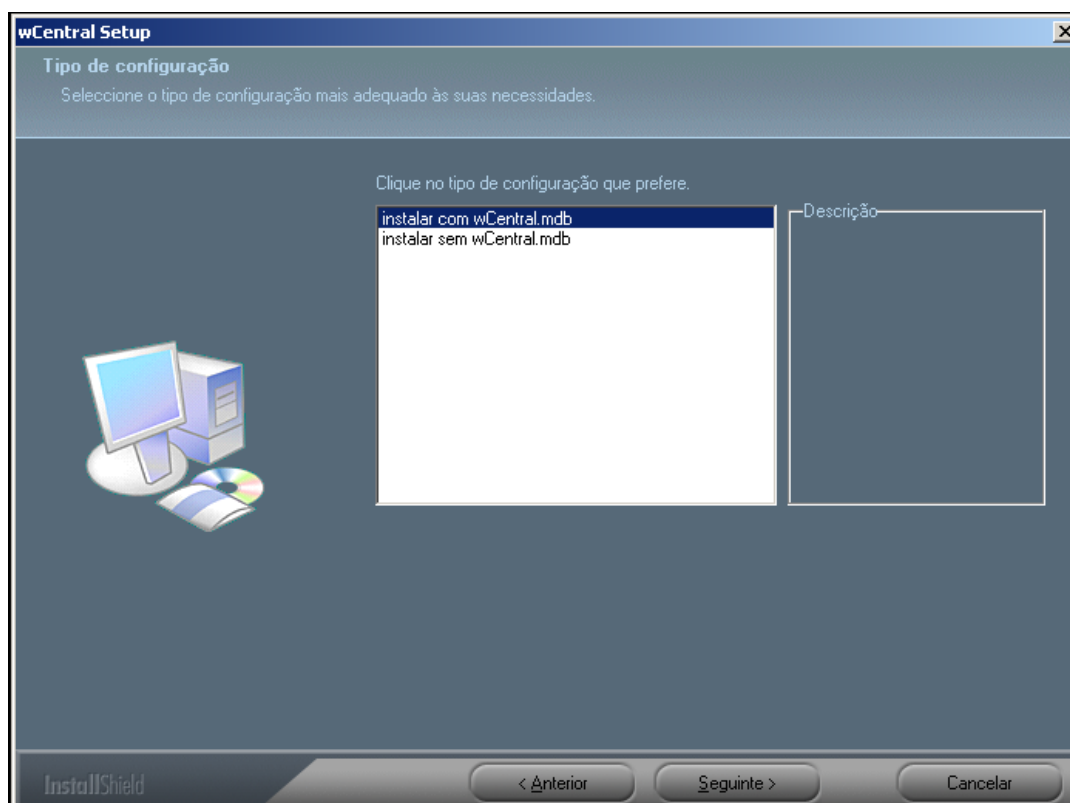 wCentral Setup
Tipo de configuração
Seleccione o tipo de configuração mais adequado às suas necessidades.
Clique no tipo de configuração que prefere.
instalar com wCentral.mdb
instalar sem wCentral.mdb
Descrição
InstallShield
< Anterior
Seguinte >
Cancelar